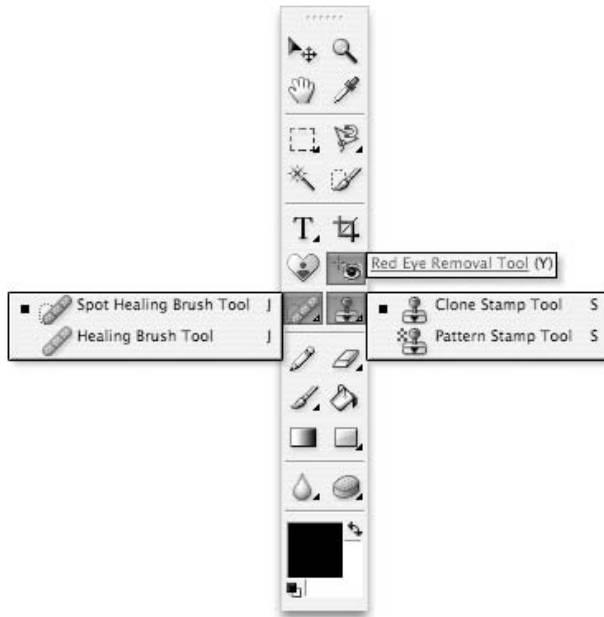 T
Red Eye Removal Tool (Y)
Spot Healing Brush Tool J
Healing Brush Tool J
Clone Stamp Tool S
Pattern Stamp Tool S